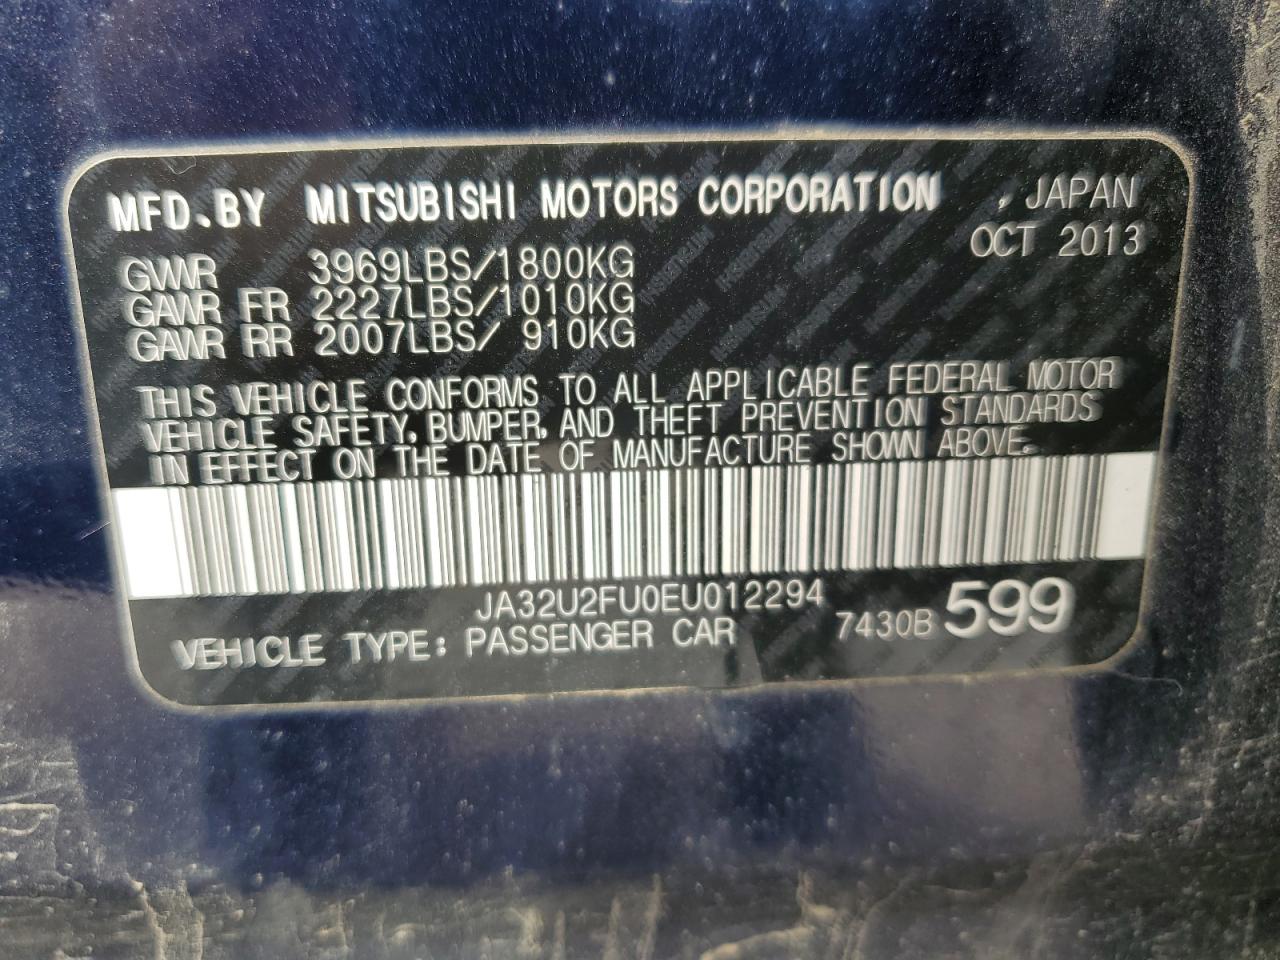 MFD.BY MITSUBISHI MOTORS CORPORATION , JAPAN
OCT 2013
GVWR 3969LBS/1800KG
GAWR FR 2227LBS/1010KG
GAWR RR 2007LBS/ 910KG
THIS VEHICLE CONFORMS TO ALL APPLICABLE FEDERAL MOTOR
VEHICLE SAFETY, BUMPER, AND THEFT PREVENTION STANDARDS
IN EFFECT ON THE DATE OF MANUFACTURE SHOWN ABOVE.
JA32U2FU0EU012294
VEHICLE TYPE: PASSENGER CAR 7430B 599